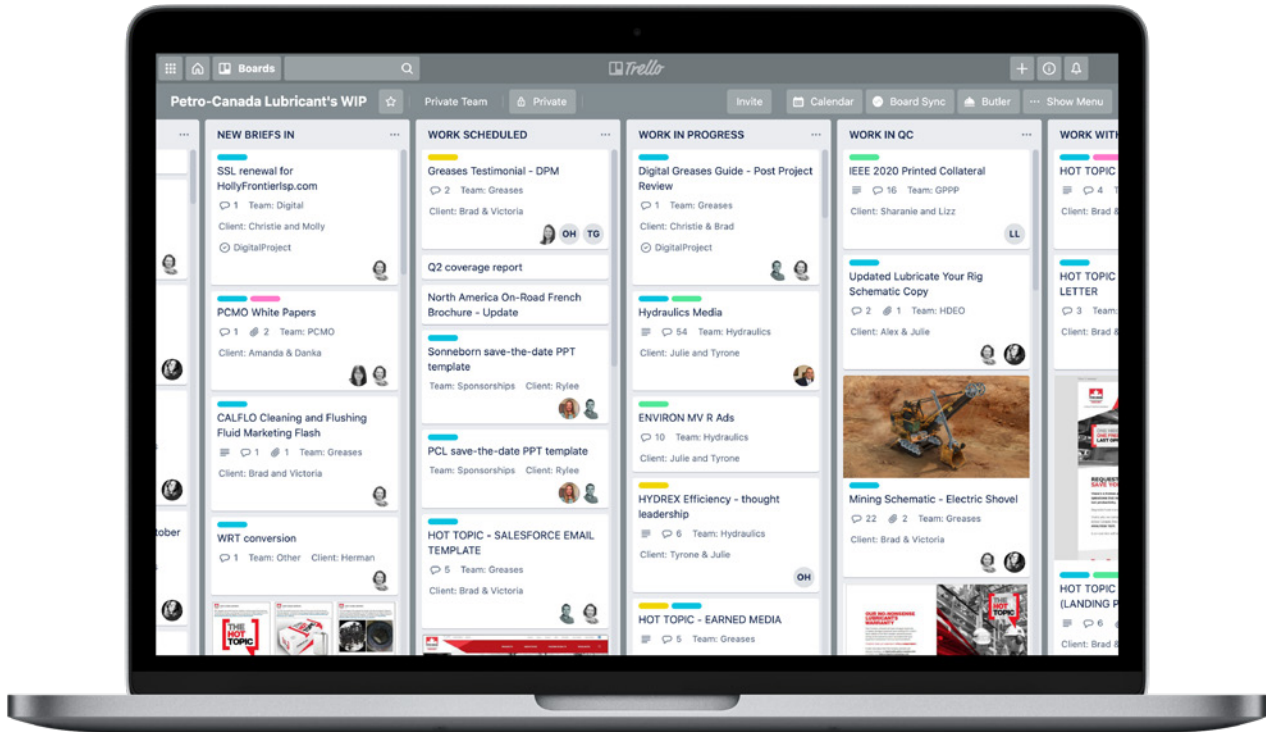 Boards
Trello
Petro-Canada Lubricant's WIP
Private Team
Private
Invite
Calendar
Board Sync
Butler
Show Menu
tober
NEW BRIEFS IN
SSL renewal for
HollyFrontierlsp.com
1 Team: Digital
Client: Christie and Molly
DigitalProject
PCMO White Papers
1 2 Team: PCMO
Client: Amanda & Danka
CALFLO Cleaning and Flushing
Fluid Marketing Flash
1 1 Team: Greases
Client: Brad and Victoria
WRT conversion
1 Team: Other Client: Herman
THE
HOT
TOPIC
WORK SCHEDULED
Greases Testimonial - DPM
2 Team: Greases
Client: Brad & Victoria
OH TG
Q2 coverage report
North America On-Road French
Brochure - Update
Sonneborn save-the-date PPT
template
Team: Sponsorships Client: Rylee
PCL save-the-date PPT template
Team: Sponsorships Client: Rylee
HOT TOPIC - SALESFORCE EMAIL
TEMPLATE
5 Team: Greases
Client: Brad & Victoria
WORK IN PROGRESS
Digital Greases Guide - Post Project
Review
1 Team: Greases
Client: Christie & Brad
DigitalProject
Hydraulics Media
54 Team: Hydraulics
Client: Julie and Tyrone
ENVIRON MV R Ads
10 Team: Hydraulics
Client: Julie and Tyrone
HYDREX Efficiency - thought
leadership
6 Team: Hydraulics
Client: Tyrone & Julie
OH
HOT TOPIC - EARNED MEDIA
5 Team: Greases
WORK IN QC
IEEE 2020 Printed Collateral
16 Team: GPPP
Client: Sharanie and Lizz
LL
Updated Lubricate Your Rig
Schematic Copy
2 1 Team: HDEO
Client: Alex & Julie
Mining Schematic - Electric Shovel
22 2 Team: Greases
Client: Brad & Victoria
OUR NO-NONSENSE
LUBRICANT'S
WARRANTY
THE
HOT
TOPIC
WORK WITH
HOT TOPIC
4 T
Client: Brad &
HOT TOPIC
LETTER
3 Team:
Client: Brad &
HOT TOPIC
(LANDING P
6
Client: Brad &